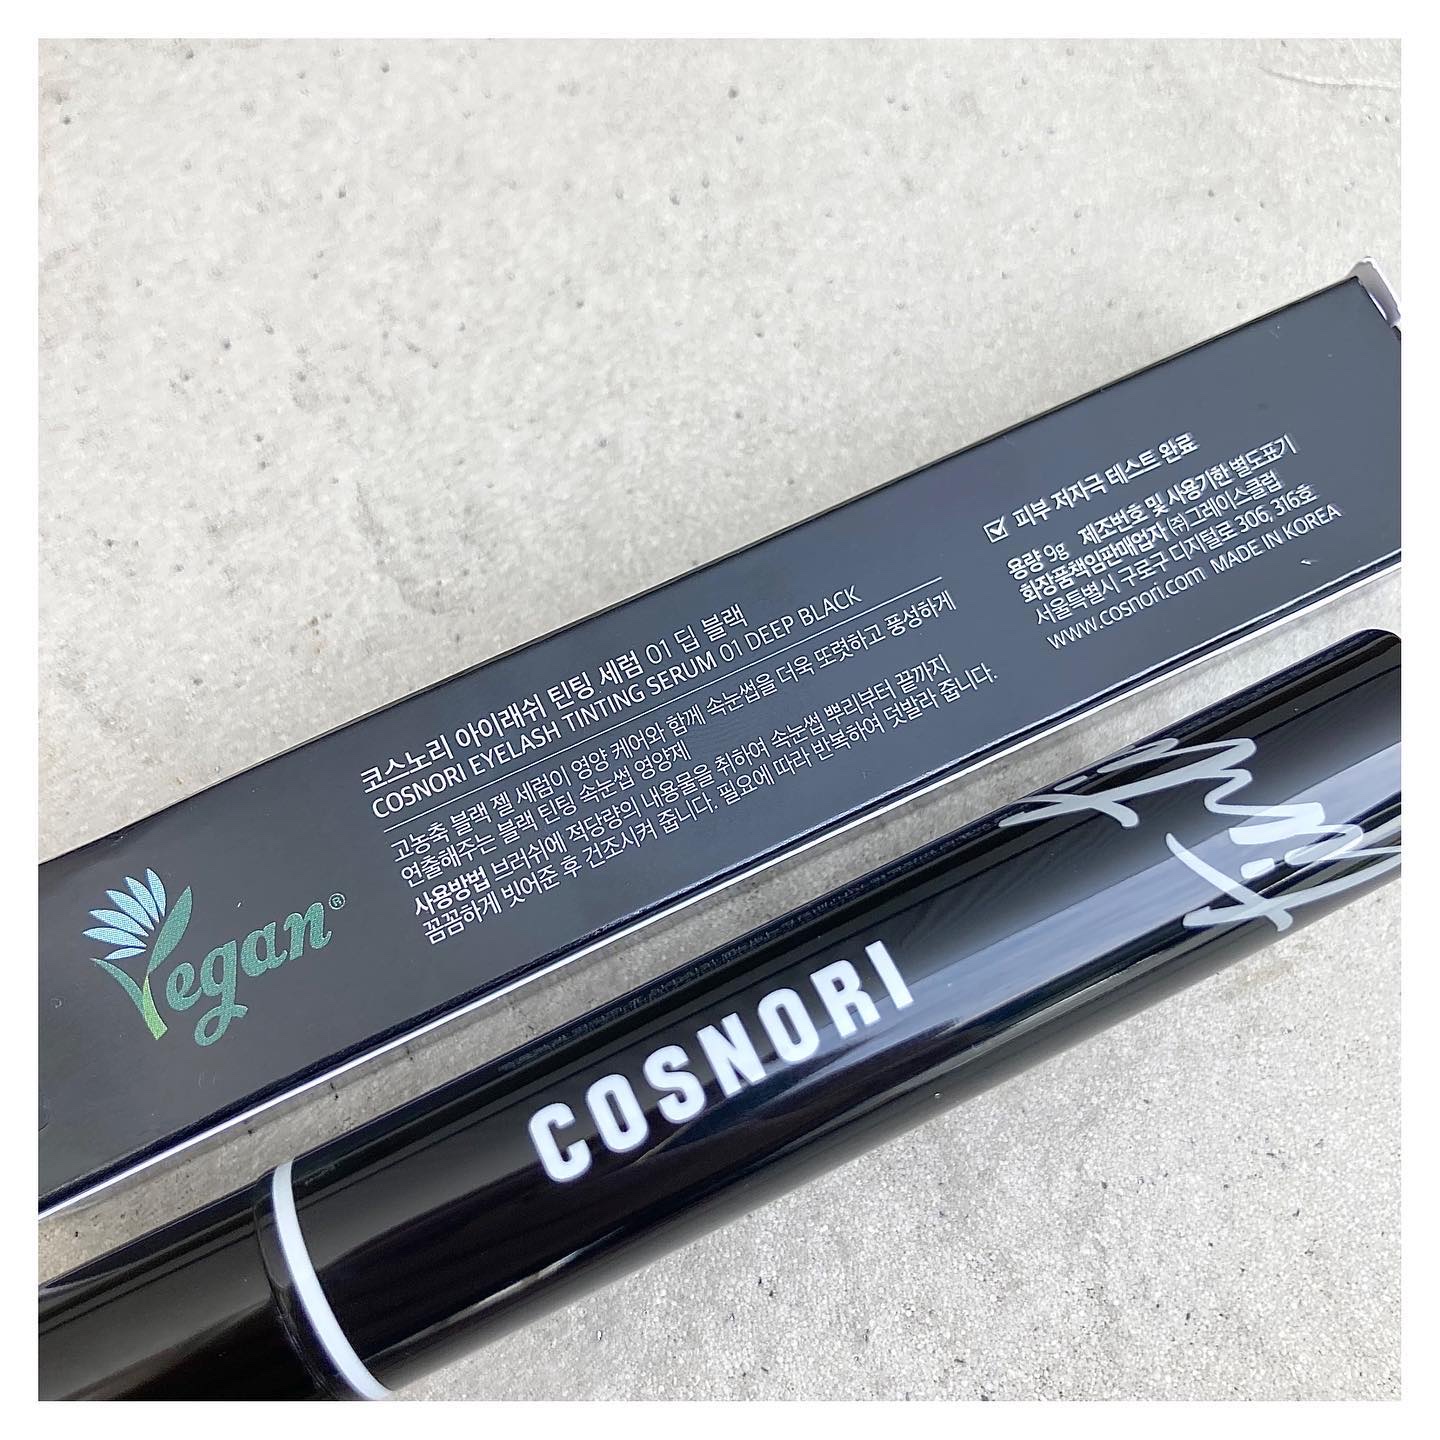 Vegan®
코스노리 아이래쉬 틴팅 세럼 01 딥 블랙
COSNORI EYELASH TINTING SERUM 01 DEEP BLACK
고농축 블랙 젤 세럼이 영양 케어와 함께 속눈썹을 더욱 또렷하고 풍성하게
연출해주는 블랙 틴팅 속눈썹 영양제
사용방법 브러쉬에 적당량의 내용물을 취하여 속눈썹 뿌리부터 끝까지
꼼꼼하게 빗어준 후 건조시켜 줍니다. 필요에 따라 반복하여 덧발라 줍니다.
피부 저자극 테스트 완료
용량 9g 제조번호 및 사용기한 별도표기
화장품책임판매업자 ㈜그레이스클럽
서울특별시 구로구 디지털로 306, 316호
www.cosnori.com MADE IN KOREA
COSNORI